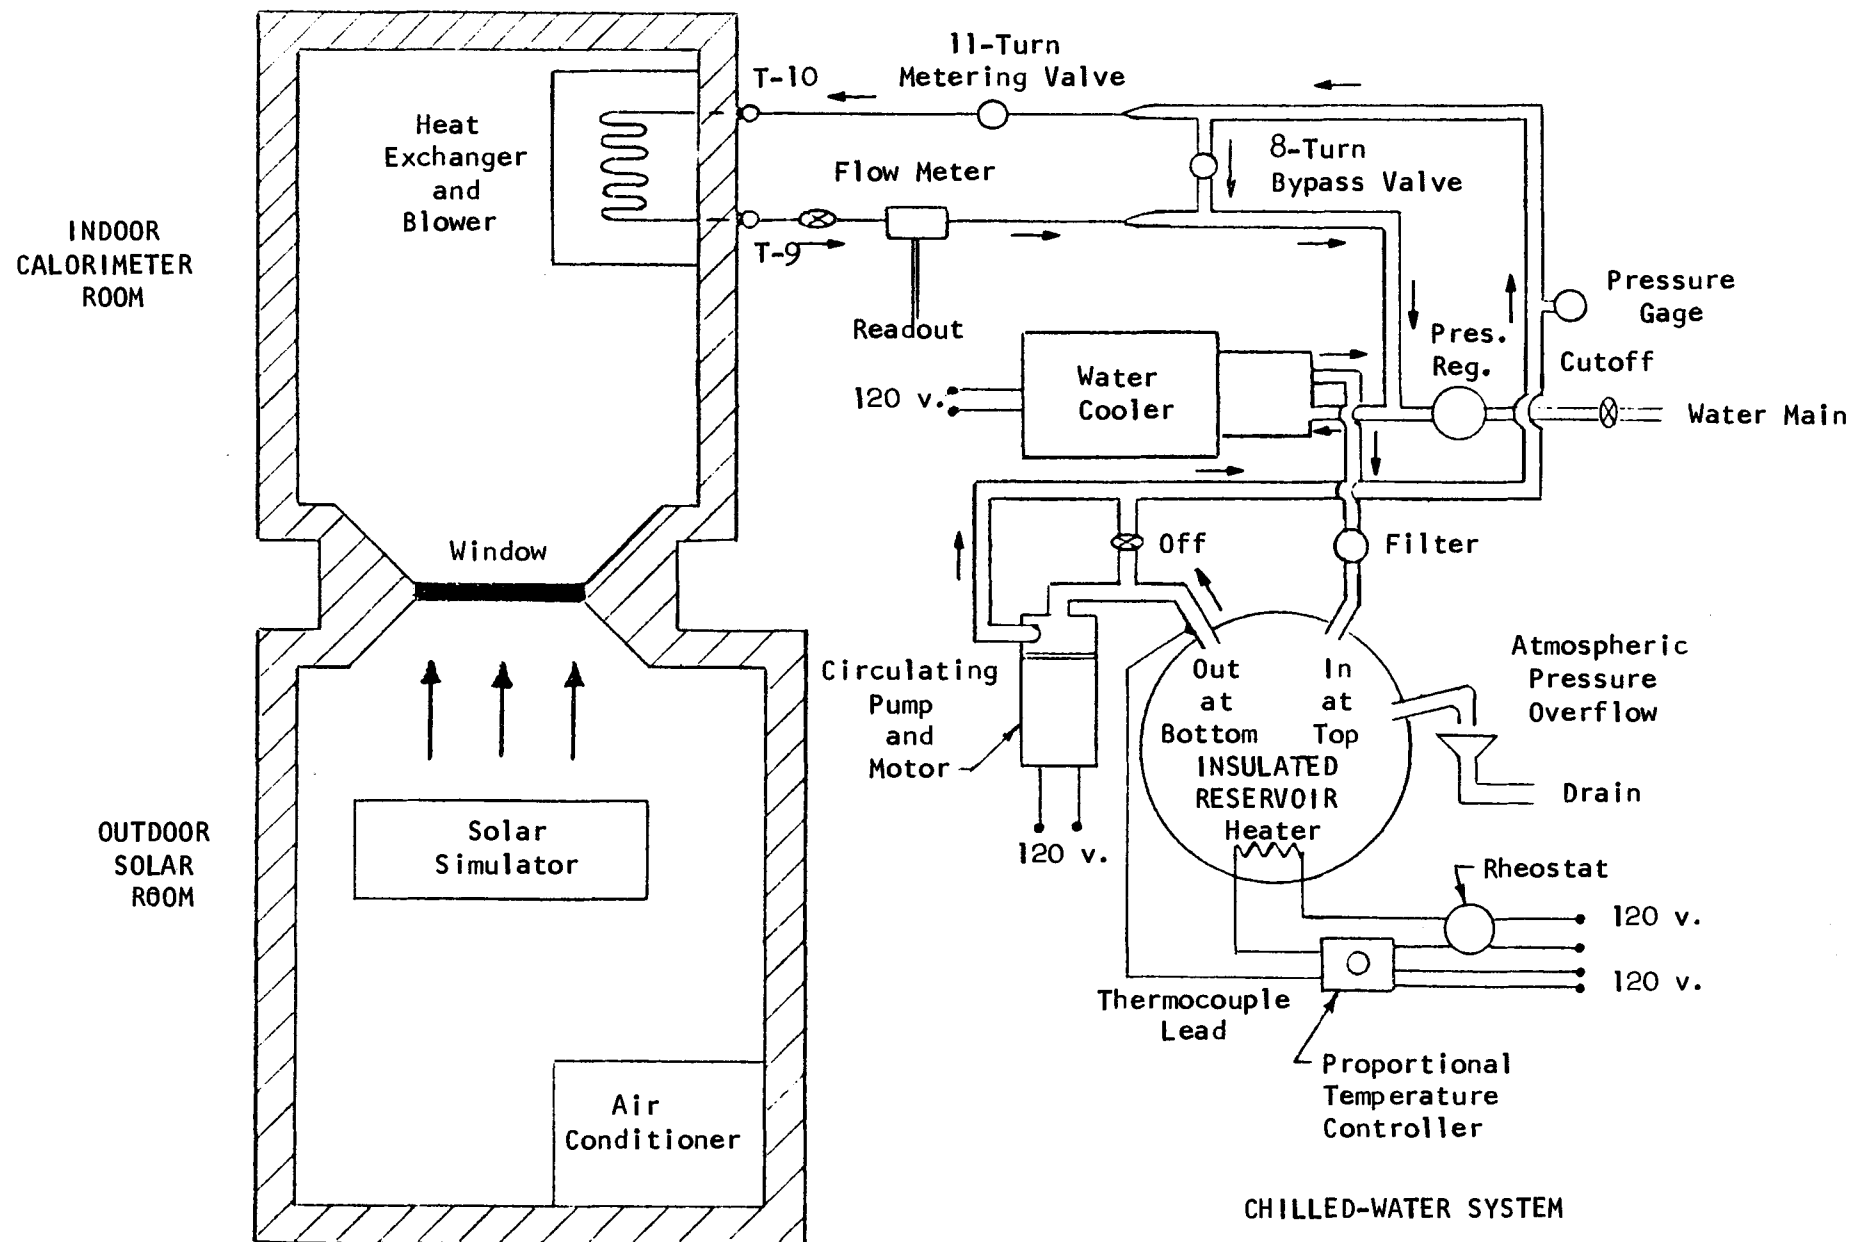 11-Turn
Metering Valve
T-10
Heat
Exchanger
and
Blower
8-Turn
Bypass Valve
Flow Meter
INDOOR
CALORIMETER
ROOM
T-9
Readout
Pressure
Gage
Pres.
Reg.
Cutoff
Water
Cooler
120 v.
Water Main
Window
Off
Filter
Circulating
Pump
and
Motor
Out
at
Bottom
In
at
Top
Atmospheric
Pressure
Overflow
INSULATED
RESERVOIR
Heater
Drain
120 v.
OUTDOOR
SOLAR
ROOM
Solar
Simulator
Rheostat
120 v.
120 v.
Thermocouple
Lead
Proportional
Temperature
Controller
Air
Conditioner
CHILLED-WATER SYSTEM